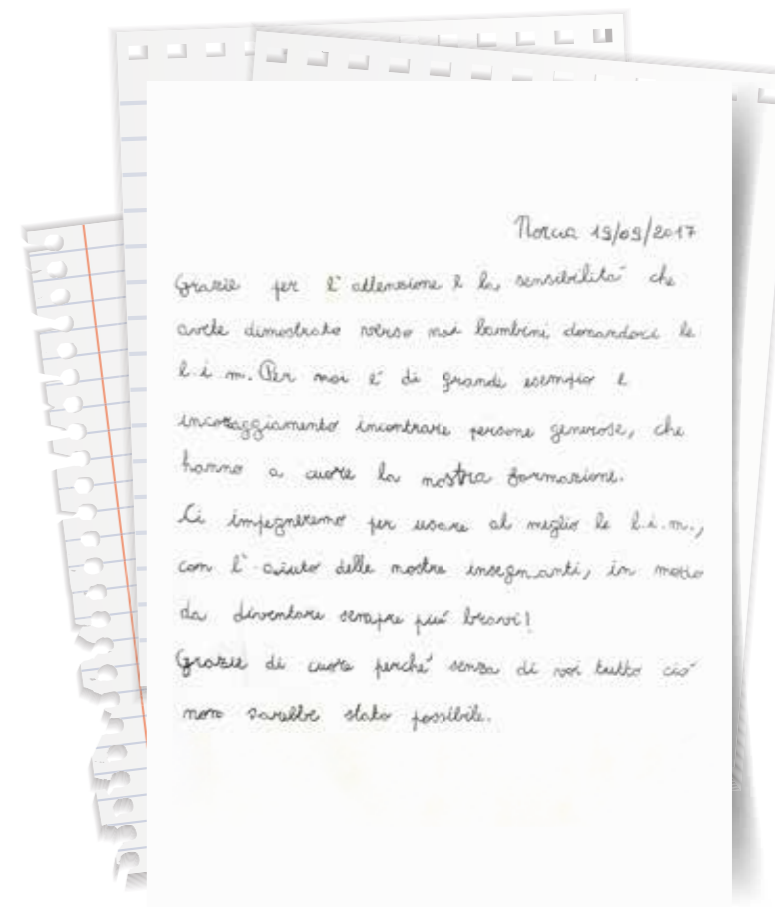 Norcia 19/09/2017
Grazie per l'attenzione e la sensibilità che
avete dimostrato verso noi bambini, donandoci le
l.i.m. Per noi è di grande esempio e
incoraggiamento incontrare persone generose, che
hanno a cuore la nostra formazione.
Ci impegneremo per usare al meglio le l.i.m.,
con l'aiuto delle nostre insegnanti, in modo
da diventare sempre più bravi!
Grazie di cuore perché senza di voi tutto ciò
non sarebbe stato possibile.